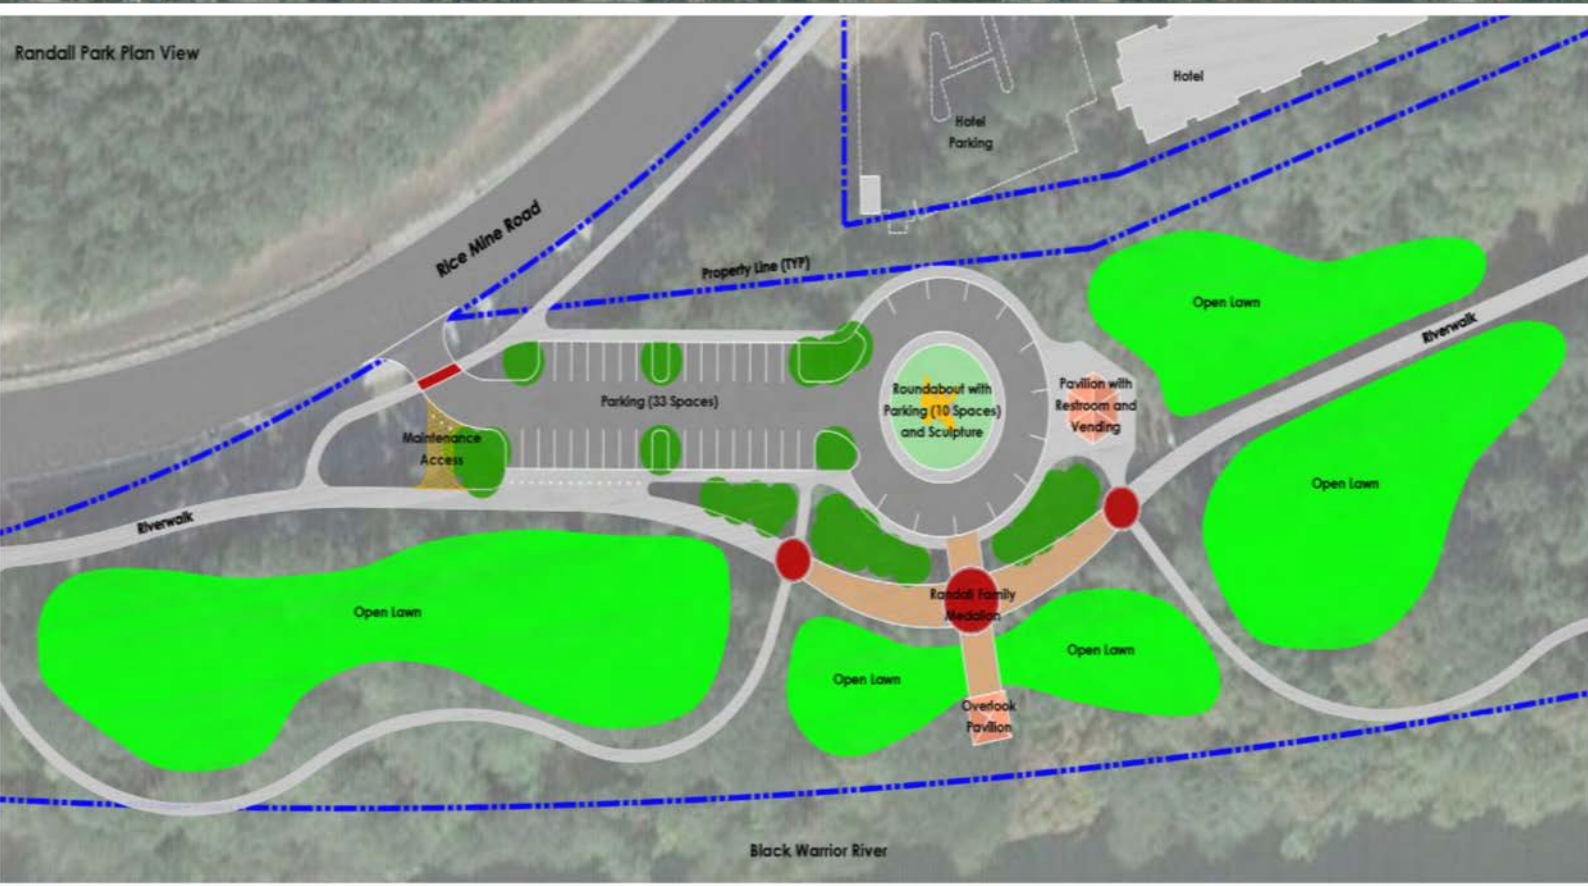 Randall Park Plan View
Hotel
Hotel
Parking
Rice Mine Road
Property Line (TYP)
Open Lawn
Riverwalk
Parking (33 Spaces)
Roundabout with
Parking (10 Spaces)
and Sculpture
Pavilion with
Restroom and
Vending
Maintenance
Access
Open Lawn
Riverwalk
Open Lawn
Randall Family
Medallion
Open Lawn
Open Lawn
Overlook
Pavilion
Black Warrior River